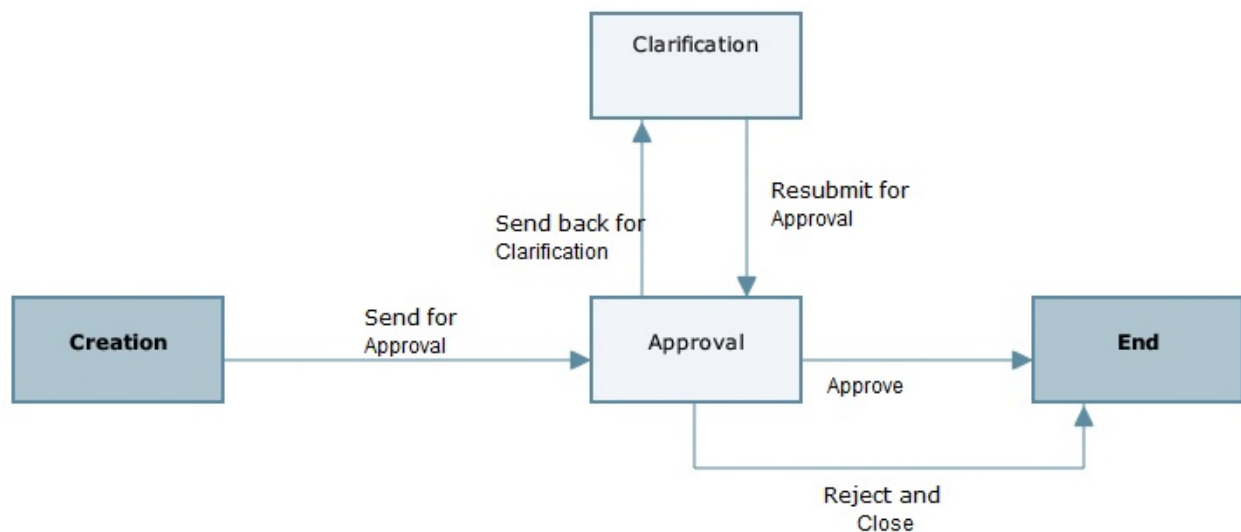 Clarification
Resubmit for
Approval
Send back for
Clarification
Creation
Send for
Approval
Approval
Approve
End
Reject and
Close